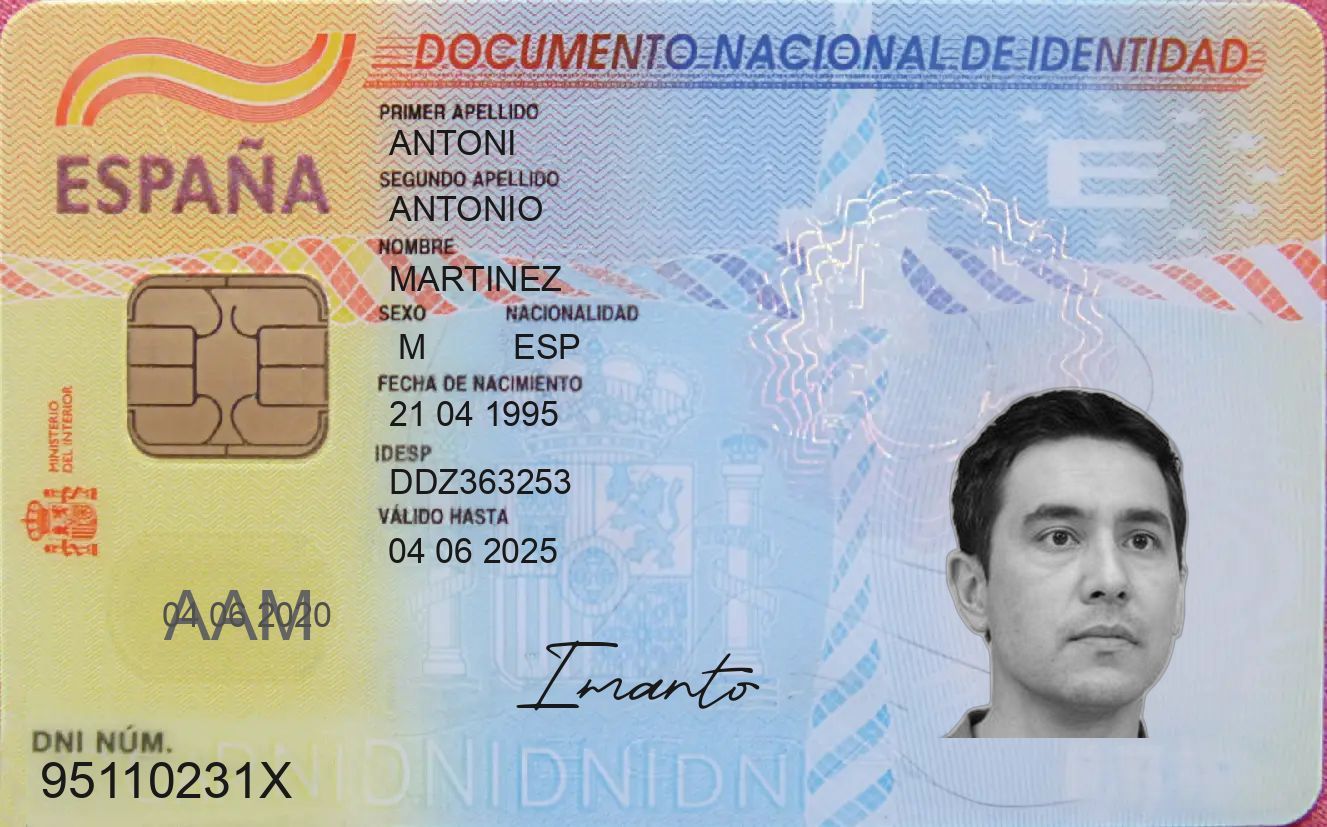 DOCUMENTO NACIONAL DE IDENTIDAD
ESPAÑA
PRIMER APELLIDO
ANTONI
SEGUNDO APELLIDO
ANTONIO
NOMBRE
MARTINEZ
SEXO NACIONALIDAD
M ESP
FECHA DE NACIMIENTO
21 04 1995
IDESP
DDZ363253
VÁLIDO HASTA
04 06 2025
MINISTERIO
DEL INTERIOR
AAM
04 06 2020
Imanto
DNI NÚM.
95110231X
DNIDNIDNIDNIDN
E